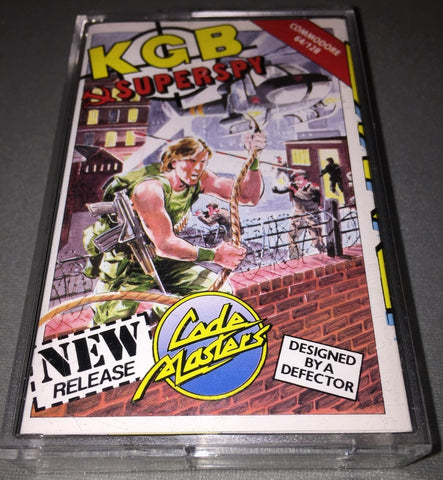 KGB
SUPERSPY
COMMODORE
64/128
NEW
RELEASE
Code
Masters
DESIGNED
BY A
DEFECTOR